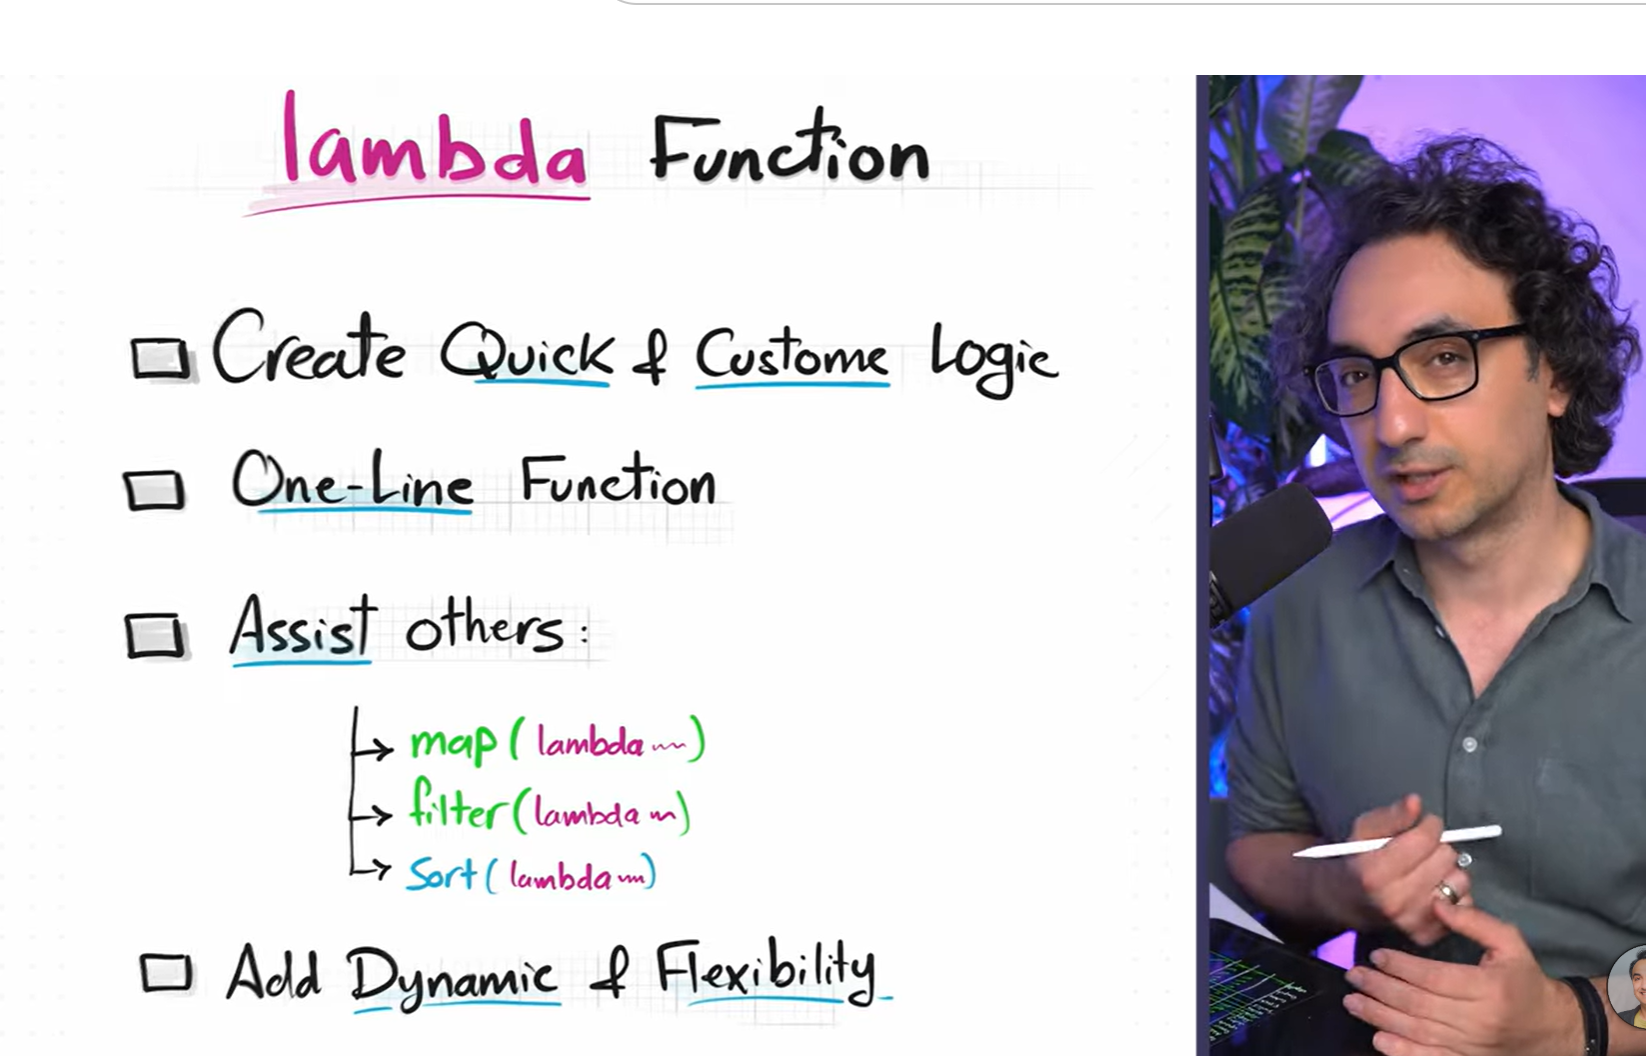 lambda Function
Create Quick & Custome Logic
One-Line Function
Assist others:
map(lambda
filter(lambda
Sort(lambda
Add Dynamic & Flexibility